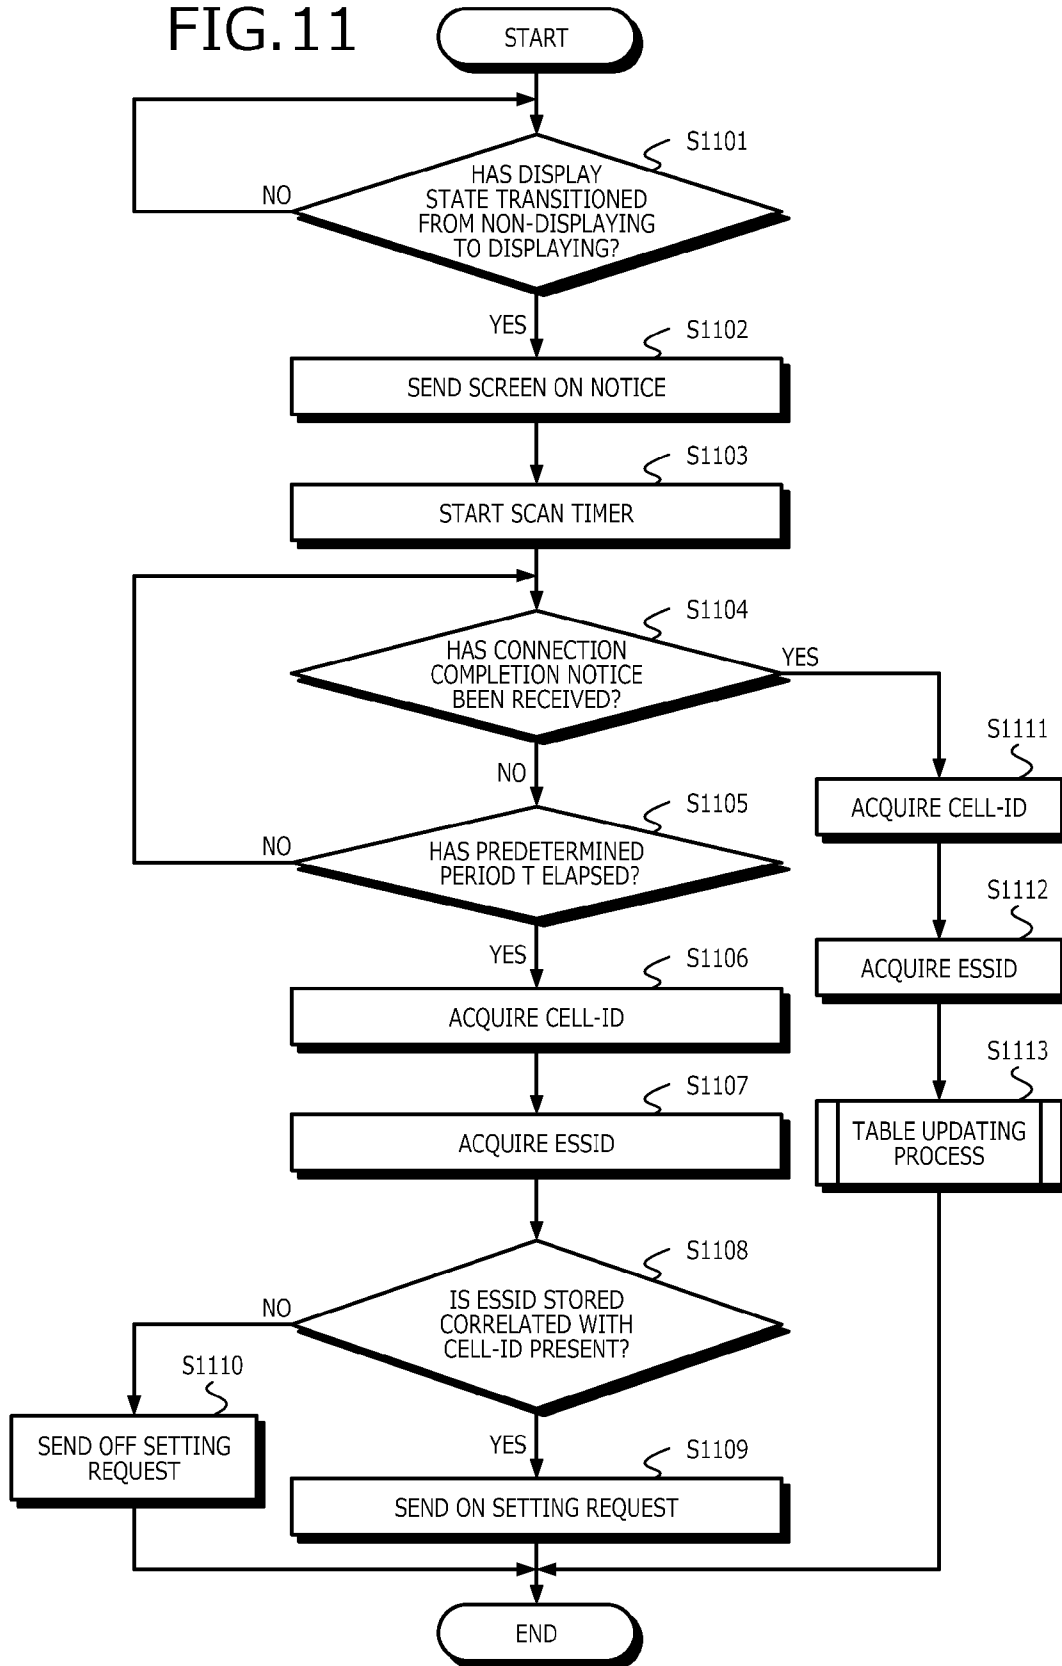 FIG.11
START
S1101
HAS DISPLAY
STATE TRANSITIONED
FROM NON-DISPLAYING
TO DISPLAYING?
NO
YES
S1102
SEND SCREEN ON NOTICE
S1103
START SCAN TIMER
S1104
HAS CONNECTION
COMPLETION NOTICE
BEEN RECEIVED?
YES
NO
S1111
ACQUIRE CELL-ID
S1105
HAS PREDETERMINED
PERIOD T ELAPSED?
NO
YES
S1112
ACQUIRE ESSID
S1106
ACQUIRE CELL-ID
S1113
TABLE UPDATING
PROCESS
S1107
ACQUIRE ESSID
S1108
IS ESSID STORED
CORRELATED WITH
CELL-ID PRESENT?
NO
S1110
SEND OFF SETTING
REQUEST
YES
S1109
SEND ON SETTING REQUEST
END